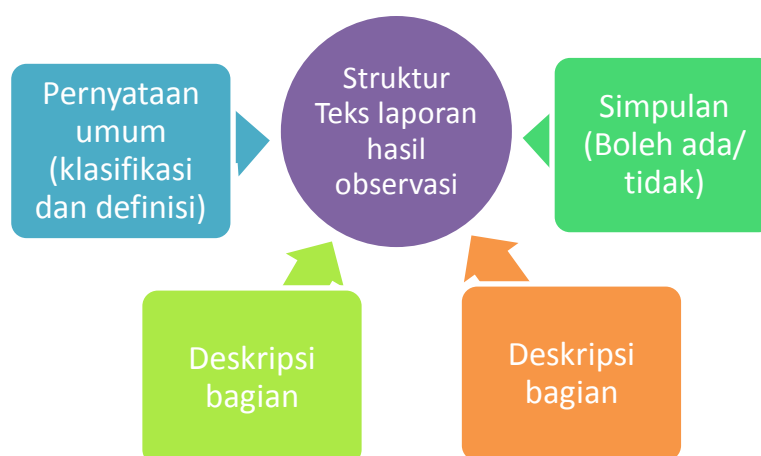 Struktur
Teks laporan
hasil
observasi
Pernyataan
umum
(klasifikasi
dan definisi)
Deskripsi
bagian
Deskripsi
bagian
Simpulan
(Boleh ada/
tidak)